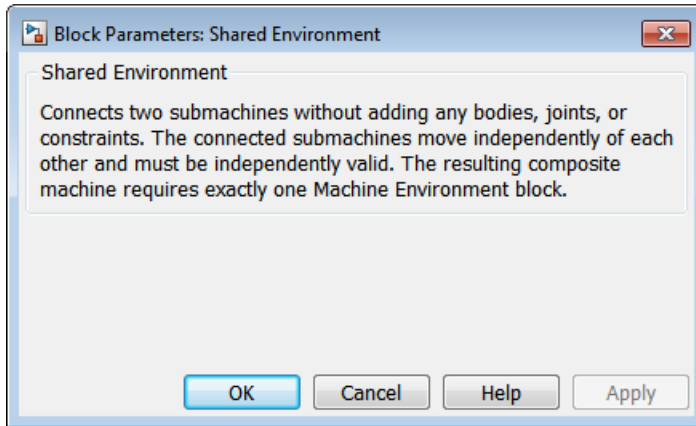 Block Parameters: Shared Environment
Shared Environment
Connects two submachines without adding any bodies, joints, or
constraints. The connected submachines move independently of each
other and must be independently valid. The resulting composite
machine requires exactly one Machine Environment block.
OK Cancel Help Apply